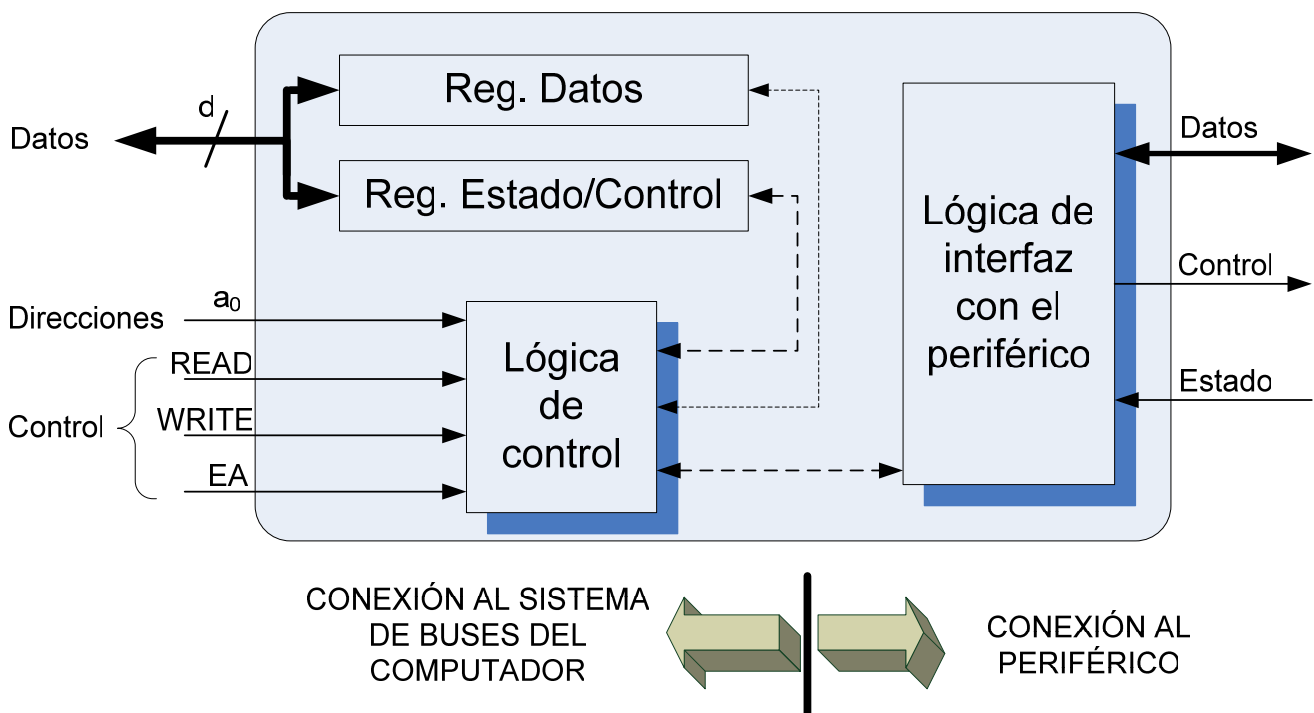 Reg. Datos
d
Datos
Reg. Estado/Control
Direcciones
a0
READ
Control
WRITE
EA
Lógica
de
control
Lógica de
interfaz
con el
periférico
Datos
Control
Estado
CONEXIÓN AL SISTEMA
DE BUSES DEL
COMPUTADOR
CONEXIÓN AL
PERIFÉRICO